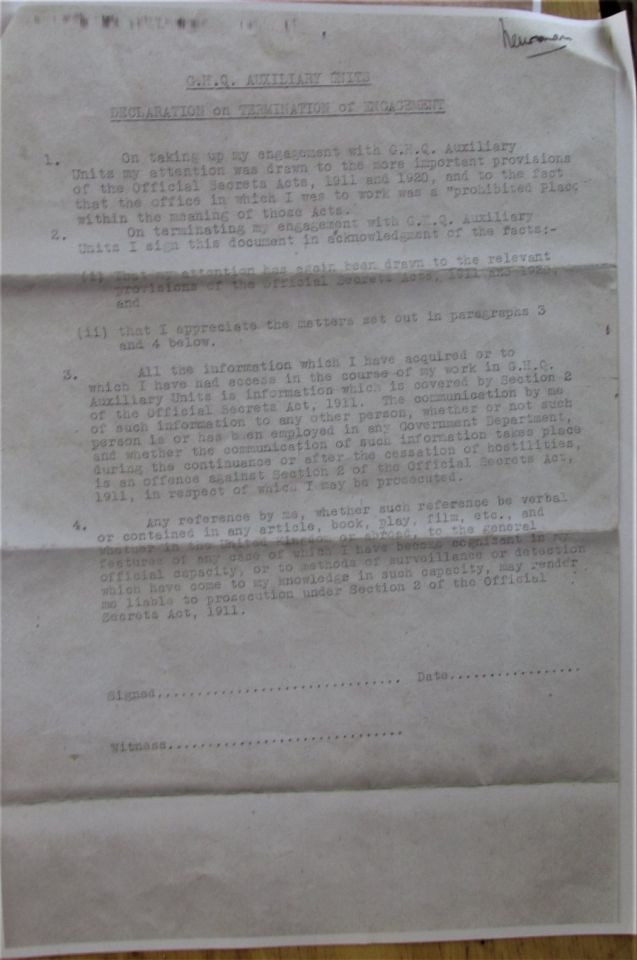 Newman
G.H.Q. AUXILIARY UNITS
DECLARATION on TERMINATION of ENGAGEMENT
1. On taking up my engagement with G.H.Q. Auxiliary
Units my attention was drawn to the more important provisions
of the Official Secrets Acts, 1911 and 1920, and to the fact
that the office in which I was to work was a "prohibited Place
within the meaning of those Acts."
2. On terminating my engagement with G.H.Q. Auxiliary
Units I sign this document in acknowledgment of the facts:-
(i) That my attention has again been drawn to the relevant
provisions of the Official Secrets Acts, 1911 and 1920,
and
(ii) that I appreciate the matters set out in paragraphs 3
and 4 below.
3. All the information which I have acquired or to
which I have had access in the course of my work in G.H.Q.
Auxiliary Units is information which is covered by Section 2
of the Official Secrets Act, 1911. The communication by me
of such information to any other person, whether or not such
person is or has been employed in any Government Department,
and whether the communication of such information takes place
during the continuance or after the cessation of hostilities,
is an offence against Section 2 of the Official Secrets Act,
1911, in respect of which I may be prosecuted.
4. Any reference by me, whether such reference be verbal
or contained in any article, book, play, film, etc., and
whether in the United Kingdom or abroad, to the general
features of any case of which I have become cognizant in my
official capacity, or to methods of surveillance or detection
which have come to my knowledge in such capacity, may render
me liable to prosecution under Section 2 of the Official
Secrets Act, 1911.
Signed.............................. Date................
Witness.............................